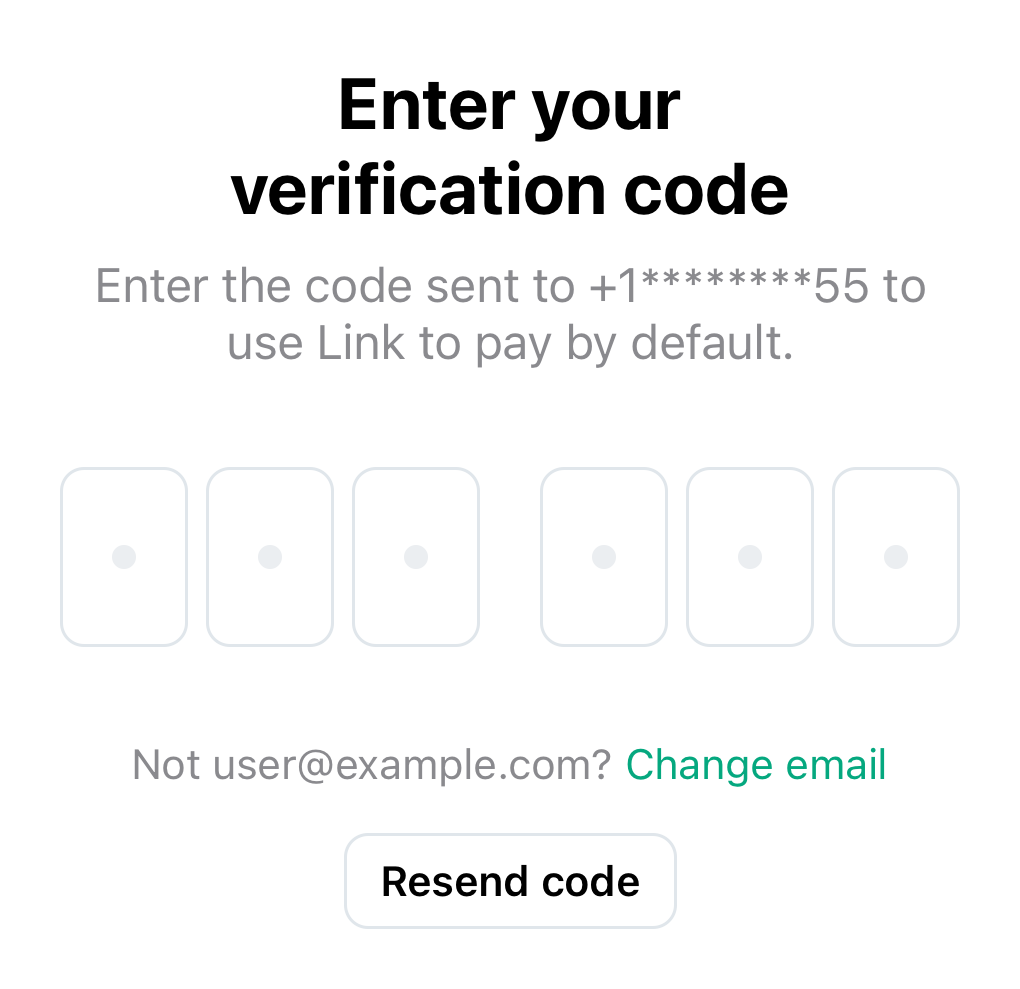 Enter your
verification code
Enter the code sent to +1********55 to
use Link to pay by default.
Not user@example.com? Change email
Resend code